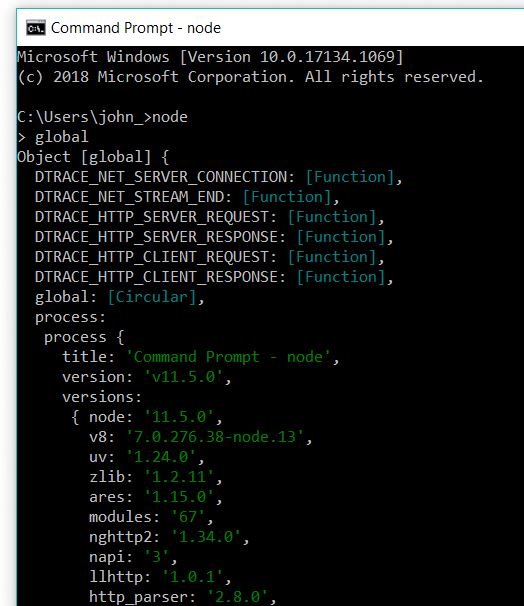 Command Prompt - node
Microsoft Windows [Version 10.0.17134.1069]
(c) 2018 Microsoft Corporation. All rights reserved.
C:\Users\john_>node
> global
Object [global] {
  DTRACE_NET_SERVER_CONNECTION: [Function],
  DTRACE_NET_STREAM_END: [Function],
  DTRACE_HTTP_SERVER_REQUEST: [Function],
  DTRACE_HTTP_SERVER_RESPONSE: [Function],
  DTRACE_HTTP_CLIENT_REQUEST: [Function],
  DTRACE_HTTP_CLIENT_RESPONSE: [Function],
  global: [Circular],
  process:
   process {
     title: 'Command Prompt - node',
     version: 'v11.5.0',
     versions:
      { node: '11.5.0',
        v8: '7.0.276.38-node.13',
        uv: '1.24.0',
        zlib: '1.2.11',
        ares: '1.15.0',
        modules: '67',
        nghttp2: '1.34.0',
        napi: '3',
        llhttp: '1.0.1',
        http_parser: '2.8.0',